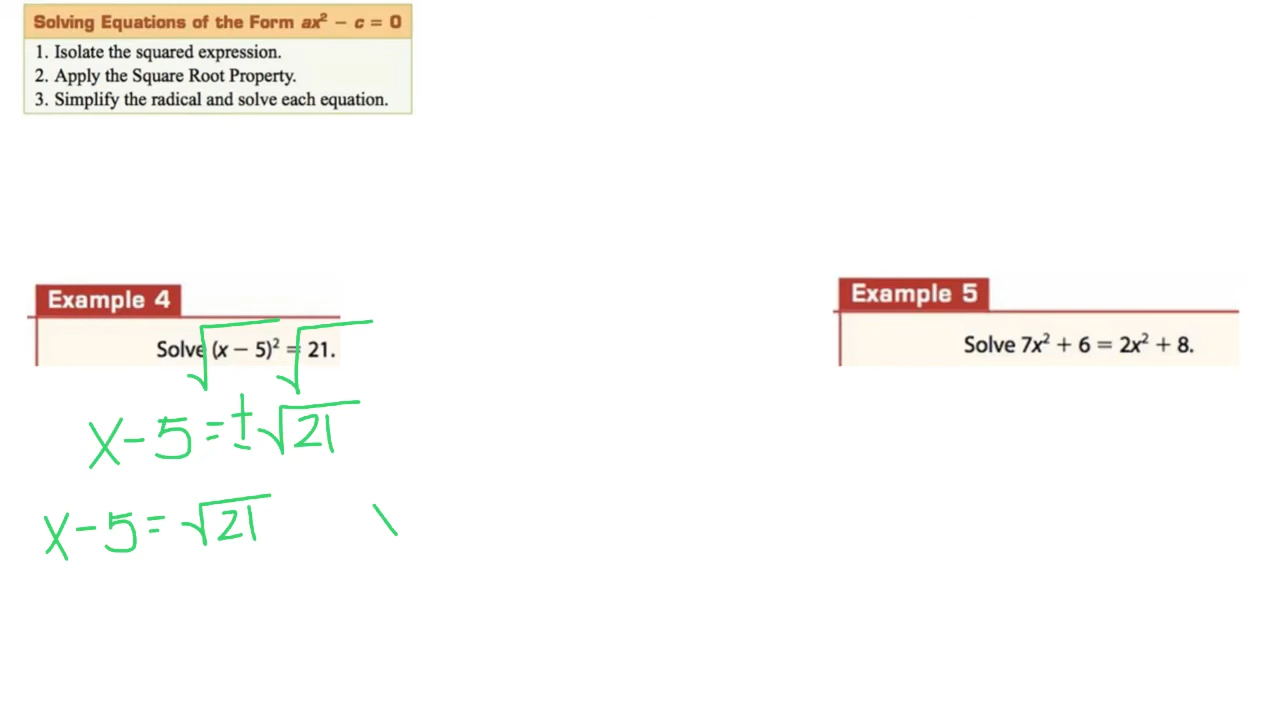 Solving Equations of the Form ax² − c = 0
1. Isolate the squared expression.
2. Apply the Square Root Property.
3. Simplify the radical and solve each equation.
Example 4
Solve (x − 5)² = 21.
x − 5 = ± √21
x − 5 = √21
Example 5
Solve 7x² + 6 = 2x² + 8.